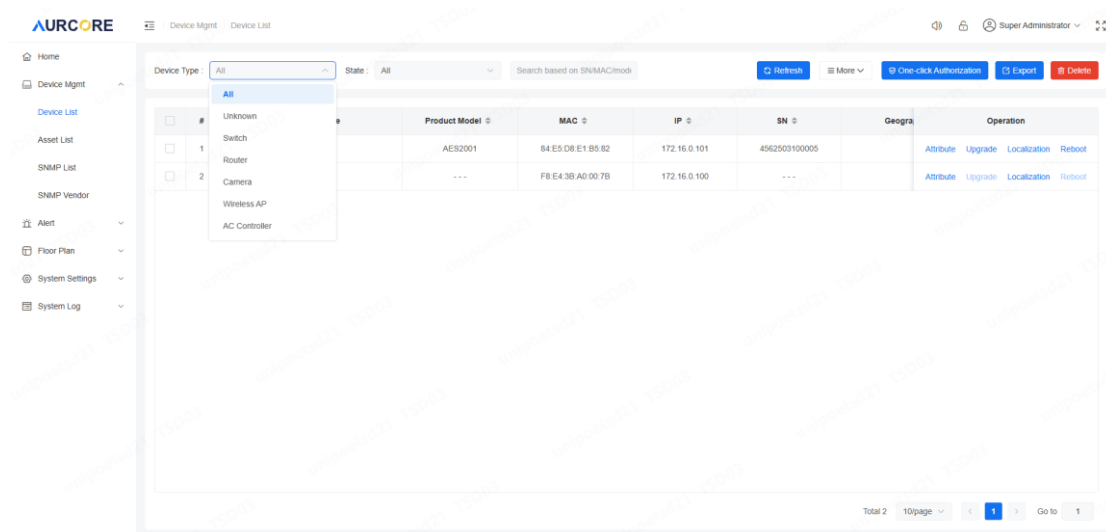 AURCORE
Device Mgmt Device List
Super Administrator
Home
Device Mgmt
Device List
Asset List
SNMP List
SNMP Vendor
Alert
Floor Plan
System Settings
System Log
Device Type : All State : All Search based on SN/MAC/mod Refresh More One-click Authorization Export Delete
All
Unknown
Switch
Router
Camera
Wireless AP
AC Controller
# Product Model MAC IP SN Geogra Operation
1 AES2001 84:E5:D8:E1:B5:82 172.16.0.101 4562503100005 Attribute Upgrade Localization Reboot
2 - - - F8:E4:3B:A0:00:7B 172.16.0.100 - - - Attribute Upgrade Localization Reboot
Total 2 10/page < 1 > Go to 1